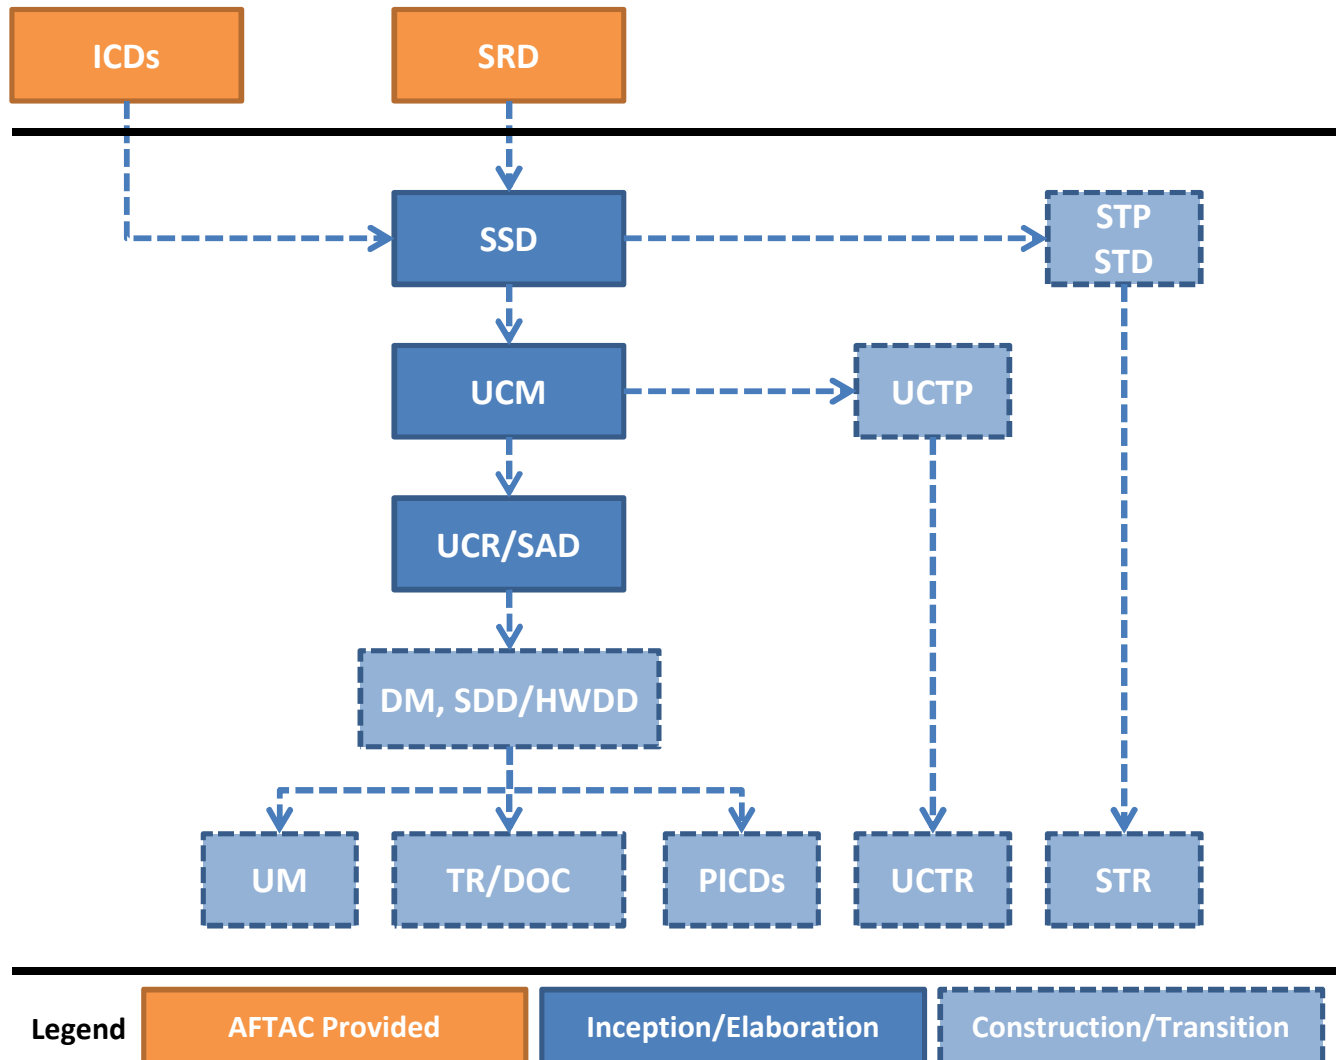 ICDs
SRD
SSD
STP
STD
UCM
UCTP
UCR/SAD
DM, SDD/HWDD
UM
TR/DOC
PICDs
UCTR
STR
Legend
AFTAC Provided
Inception/Elaboration
Construction/Transition